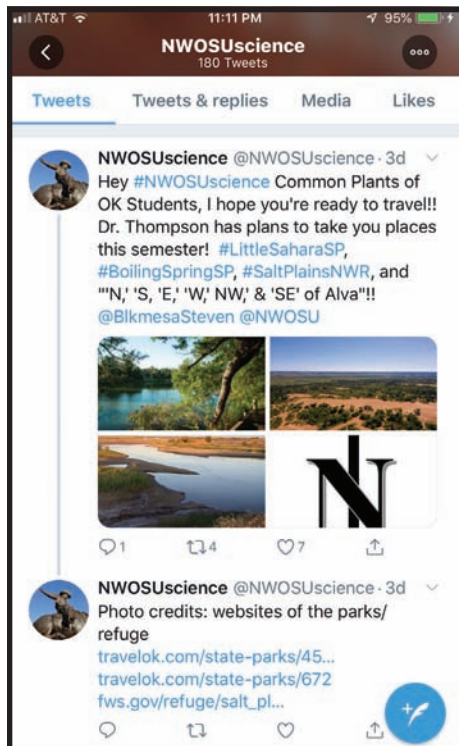 AT&T 11:11 PM 95%
NWOSUscience
180 Tweets
Tweets Tweets & replies Media Likes
NWOSUscience @NWOSUscience · 3d
Hey #NWOSUscience Common Plants of
OK Students, I hope you're ready to travel!!
Dr. Thompson has plans to take you places
this semester! #LittleSaharaSP,
#BoilingSpringSP, #SaltPlainsNWR, and
"'N,' 'S, 'E,' 'W,' NW,' & 'SE' of Alva"!!
@BlkmesaSteven @NWOSU
N
1 4 7
NWOSUscience @NWOSUscience · 3d
Photo credits: websites of the parks/
refuge
travelok.com/state-parks/45...
travelok.com/state-parks/672
fws.gov/refuge/salt_pl...